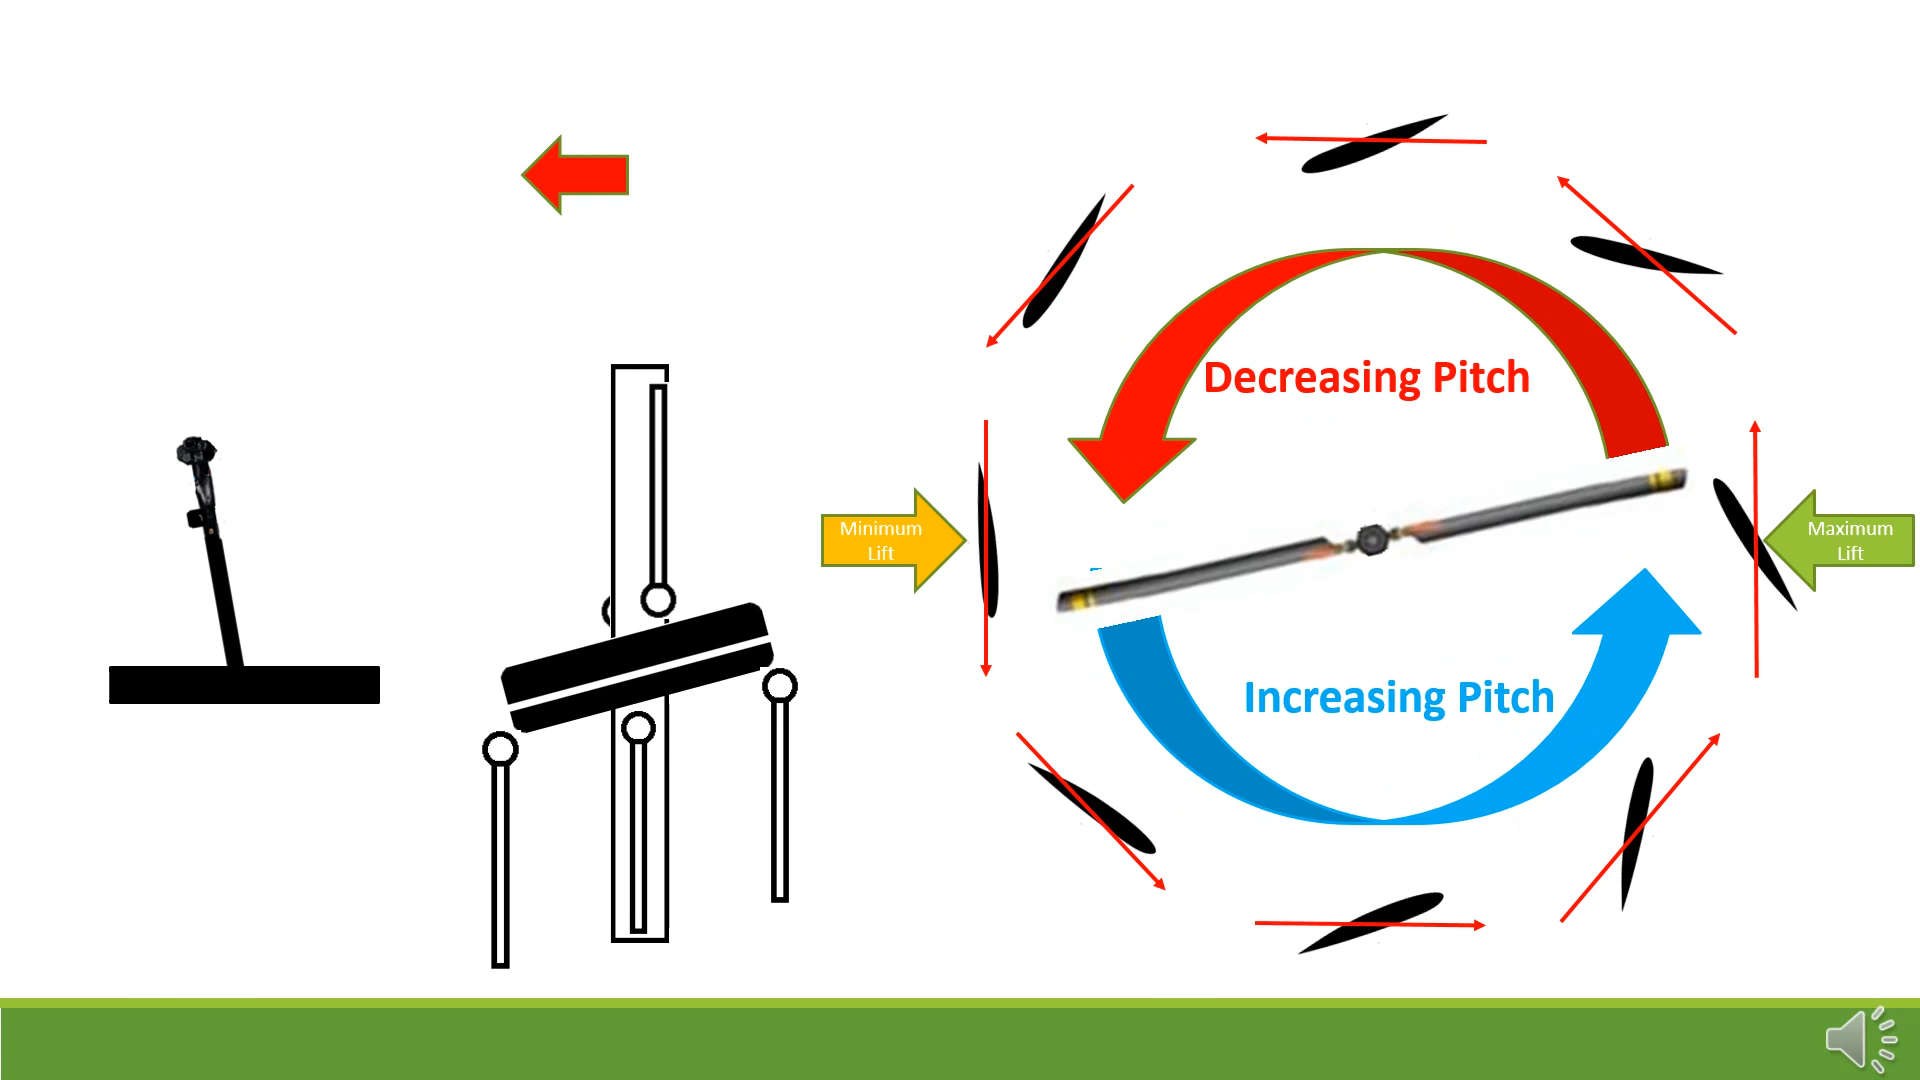 Decreasing Pitch
Minimum
Lift
Maximum
Lift
Increasing Pitch